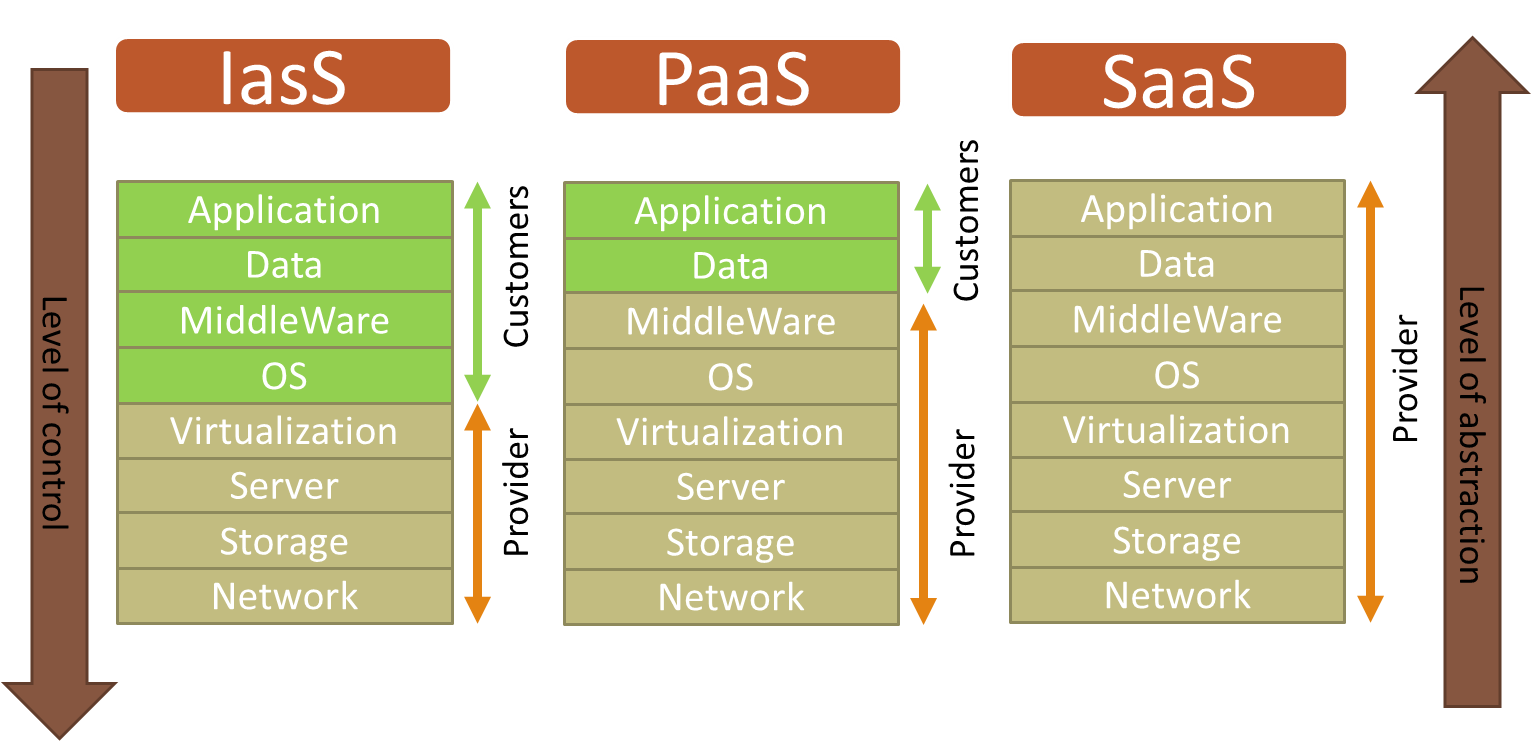 IasS
PaaS
SaaS
Level of control
Application
Data
MiddleWare
OS
Virtualization
Server
Storage
Network
Customers
Provider
Application
Data
MiddleWare
OS
Virtualization
Server
Storage
Network
Customers
Provider
Application
Data
MiddleWare
OS
Virtualization
Server
Storage
Network
Provider
Level of abstraction